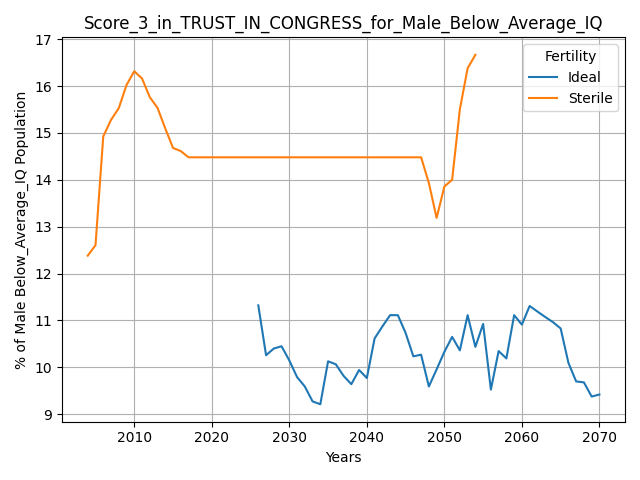 Score_3_in_TRUST_IN_CONGRESS_for_Male_Below_Average_IQ
% of Male Below_Average_IQ Population
17
16
15
14
13
12
11
10
9
Fertility
Ideal
Sterile
2010 2020 2030 2040 2050 2060 2070
Years